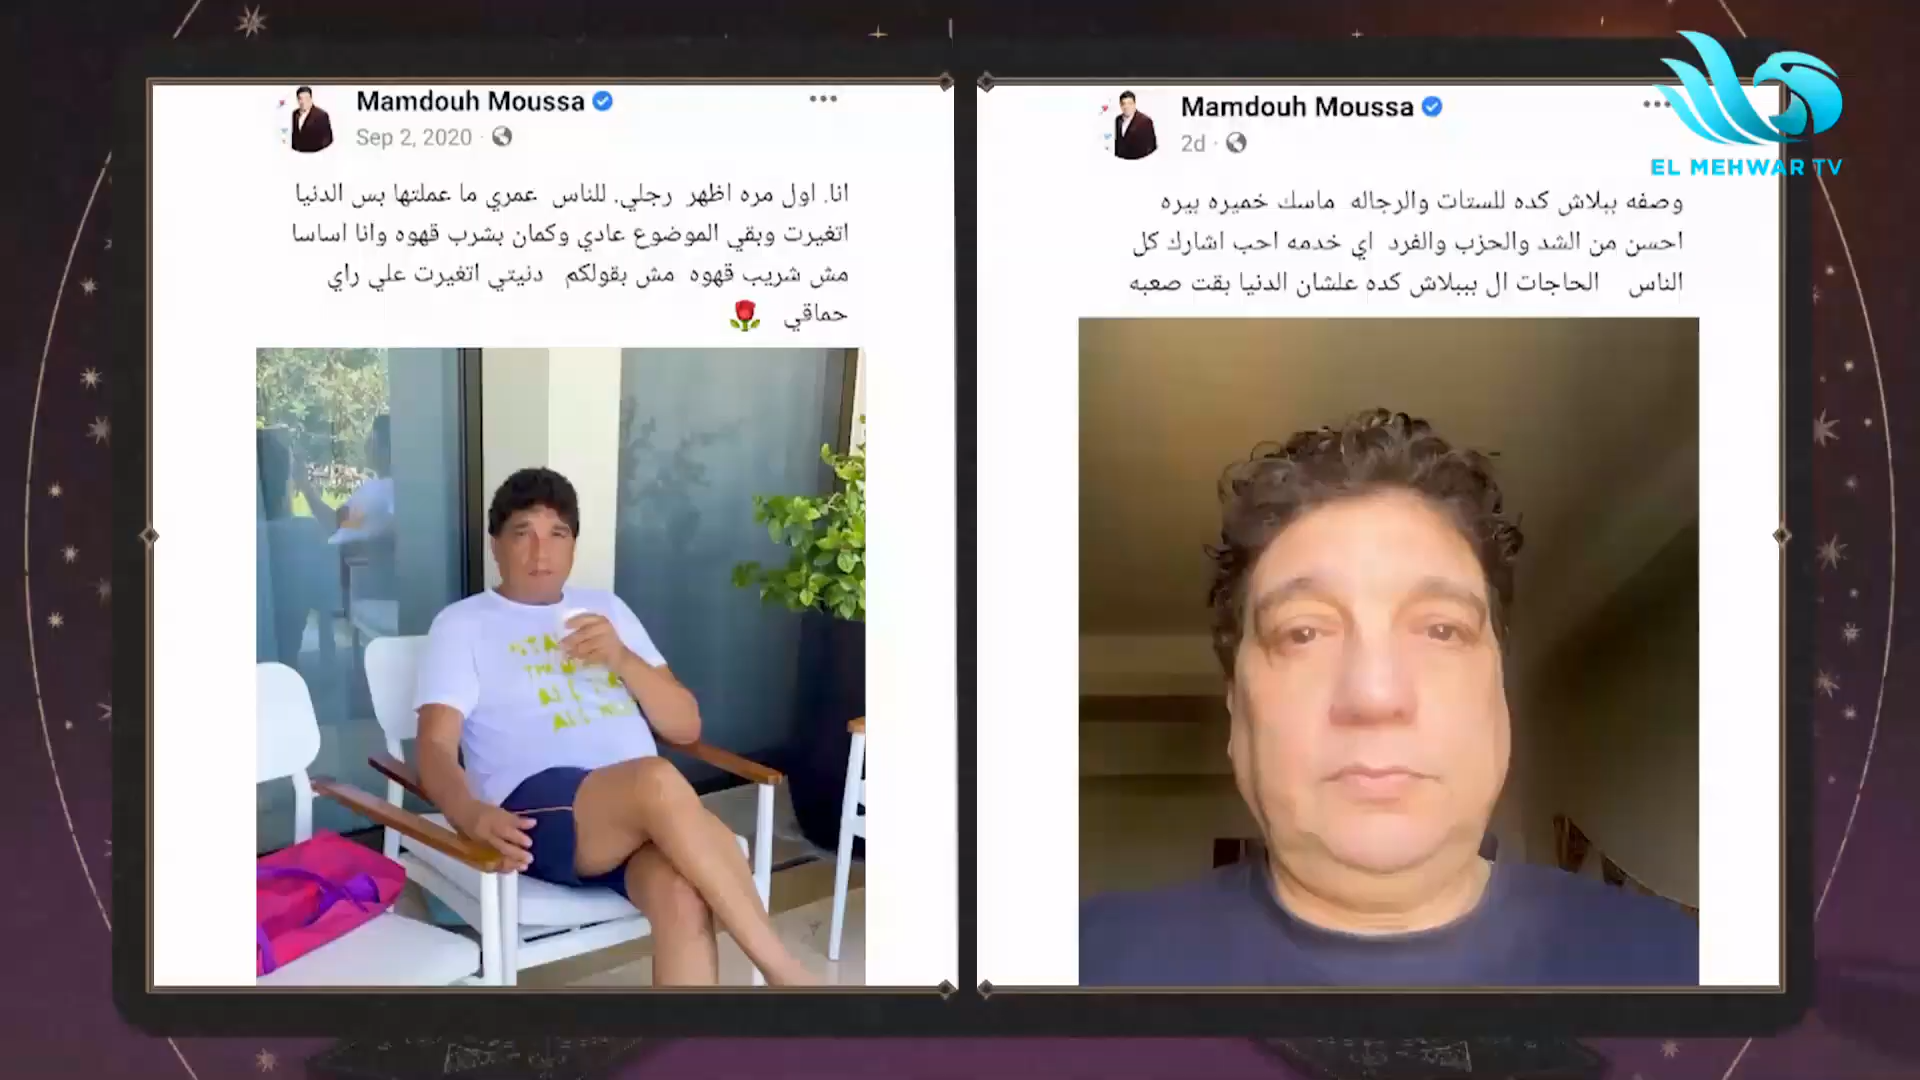 Mamdouh Moussa
Sep 2, 2020 ·
انا. اول مره اظهر رجلي. للناس عمري ما عملتها بس الدنيا
اتغيرت وبقي الموضوع عادي وكمان بشرب قهوه وانا اساسا
مش شريب قهوه مش بقولكم دنيتي اتغيرت علي راي
حماقي 🌹
Mamdouh Moussa
2d ·
وصفه ببلاش كده للستات والرجاله ماسك خميره بيره
احسن من الشد والحزب والفرد اي خدمه احب اشارك كل
الناس الحاجات ال بيبلاش كده علشان الدنيا بقت صعبه
EL MEHWAR TV